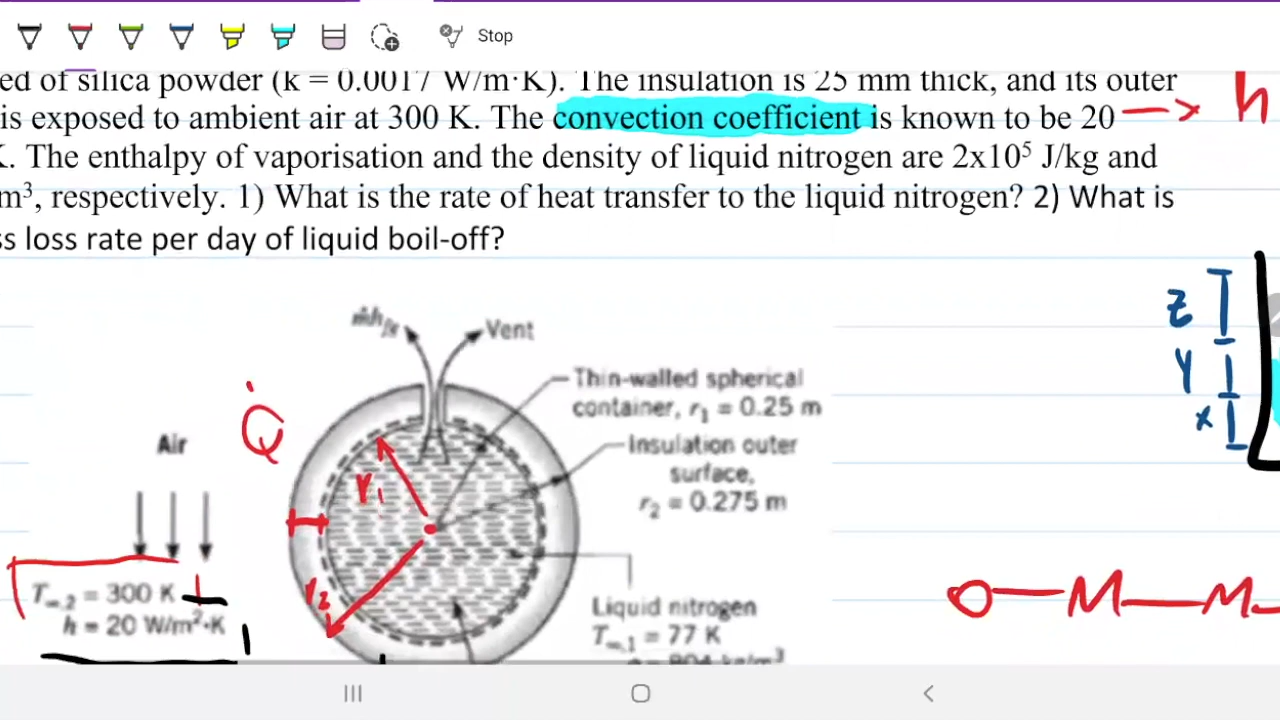 Stop
ed of silica powder (k = 0.0017 W/m·K). The insulation is 25 mm thick, and its outer
is exposed to ambient air at 300 K. The convection coefficient is known to be 20 → h
K. The enthalpy of vaporisation and the density of liquid nitrogen are 2x10⁵ J/kg and
m³, respectively. 1) What is the rate of heat transfer to the liquid nitrogen? 2) What is
ss loss rate per day of liquid boil-off?
ṁh_fg
Vent
Thin-walled spherical
container, r₁ = 0.25 m
Q̇
Air
Insulation outer
surface,
r₂ = 0.275 m
r₁
r₂
T∞,2 = 300 K
h = 20 W/m²·K
Liquid nitrogen
T∞,1 = 77 K
804 kg/m³
z
y
x